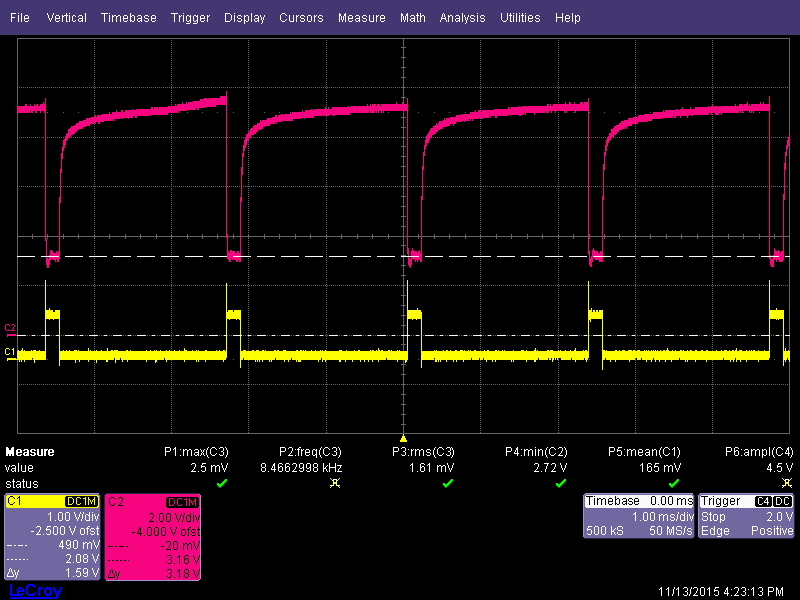 File Vertical Timebase Trigger Display Cursors Measure Math Analysis Utilities Help
C2
C1
Measure P1:max(C3) P2:freq(C3) P3:rms(C3) P4:min(C2) P5:mean(C1) P6:ampl(C4)
value 2.5 mV 8.4662998 kHz 1.61 mV 2.72 V 165 mV 4.5 V
status
C1 DC1M C2 DC1M Timebase 0.00 ms Trigger C4 DC
1.00 V/div 2.00 V/div 1.00 ms/div Stop 2.0 V
-2.500 V ofst -4.000 V ofst 500 kS 50 MS/s Edge Positive
490 mV -20 mV
2.08 V 3.16 V
Δy 1.59 V Δy 3.18 V
LeCroy 11/13/2015 4:23:13 PM